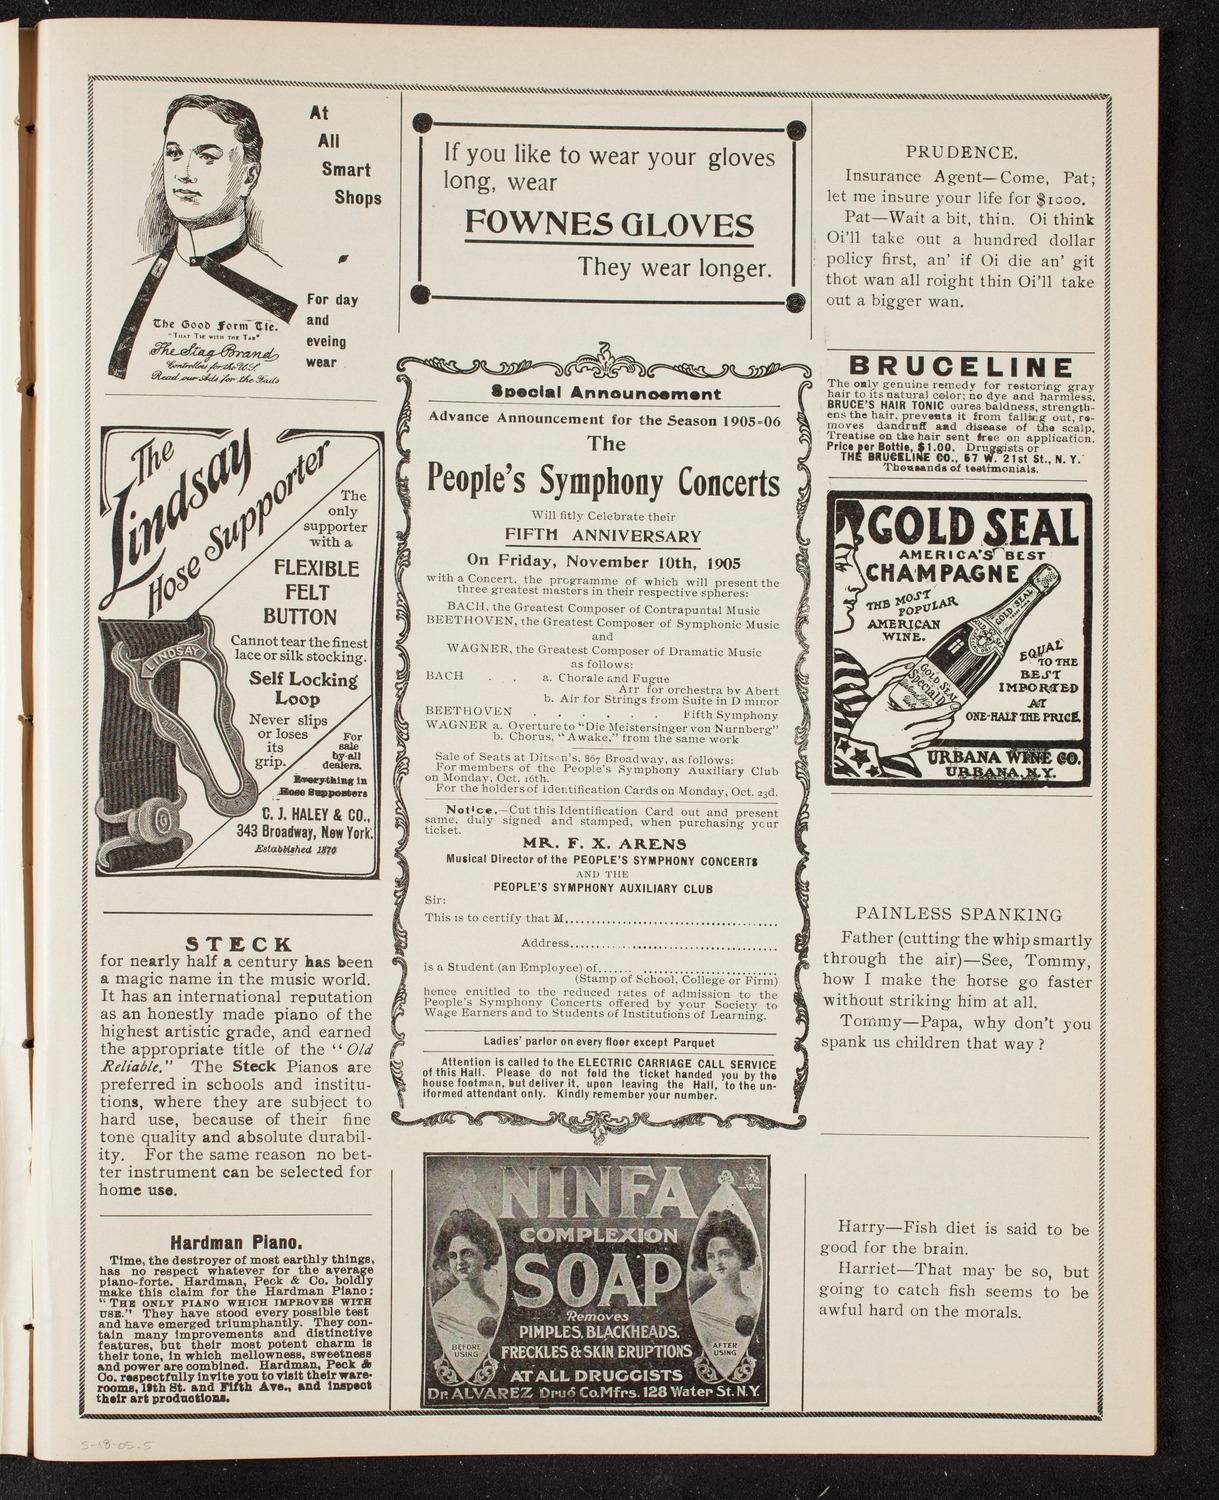 At
All
Smart
Shops
For day
and
eveing
wear
The Good Form Tie.
"THAT TIE WITH THE TAB"
The Stag Brand
Controllers for the U.S.
Read our Ads for the Fads
The
Lindsay
Hose Supporter
The
only
supporter
with a
FLEXIBLE
FELT
BUTTON
Cannot tear the finest
lace or silk stocking.
Self Locking
Loop
Never slips
or loses
its
grip.
For
sale
by all
dealers.
Everything in
Hose Supporters
C. J. HALEY & CO.,
343 Broadway, New York.
Established 1870
LINDSAY
STECK
for nearly half a century has been
a magic name in the music world.
It has an international reputation
as an honestly made piano of the
highest artistic grade, and earned
the appropriate title of the "Old
Reliable." The Steck Pianos are
preferred in schools and institu-
tions, where they are subject to
hard use, because of their fine
tone quality and absolute durabil-
ity. For the same reason no bet-
ter instrument can be selected for
home use.
Hardman Piano.
Time, the destroyer of most earthly things,
has no respect whatever for the average
piano-forte. Hardman, Peck & Co. boldly
make this claim for the Hardman Piano:
"THE ONLY PIANO WHICH IMPROVES WITH
USE." They have stood every possible test
and have emerged triumphantly. They con-
tain many improvements and distinctive
features, but their most potent charm is
their tone, in which mellowness, sweetness
and power are combined. Hardman, Peck &
Co. respectfully invite you to visit their ware-
rooms, 19th St. and Fifth Ave., and inspect
their art productions.
If you like to wear your gloves
long, wear
FOWNES GLOVES
They wear longer.
Special Announcement
Advance Announcement for the Season 1905-06
The
People's Symphony Concerts
Will fitly Celebrate their
FIFTH ANNIVERSARY
On Friday, November 10th, 1905
with a Concert, the programme of which will present the
three greatest masters in their respective spheres:
BACH, the Greatest Composer of Contrapuntal Music
BEETHOVEN, the Greatest Composer of Symphonic Music
and
WAGNER, the Greatest Composer of Dramatic Music
as follows:
BACH . . a. Chorale and Fugue
Arr for orchestra by Abert
b. Air for Strings from Suite in D minor
BEETHOVEN . . . . . . Fifth Symphony
WAGNER a. Overture to "Die Meistersinger von Nurnberg"
b. Chorus, "Awake," from the same work
Sale of Seats at Ditson's, 867 Broadway, as follows:
For members of the People's Symphony Auxiliary Club
on Monday, Oct. 16th.
For the holders of Identification Cards on Monday, Oct. 23d.
Notice.—Cut this Identification Card out and present
same, duly signed and stamped, when purchasing your
ticket.
MR. F. X. ARENS
Musical Director of the PEOPLE'S SYMPHONY CONCERTS
AND THE
PEOPLE'S SYMPHONY AUXILIARY CLUB
Sir:
This is to certify that M................................
Address................................
is a Student (an Employee) of................................
(Stamp of School, College or Firm)
hence entitled to the reduced rates of admission to the
People's Symphony Concerts offered by your Society to
Wage Earners and to Students of Institutions of Learning.
Ladies' parlor on every floor except Parquet
Attention is called to the ELECTRIC CARRIAGE CALL SERVICE
of this Hall. Please do not fold the ticket handed you by the
house footman, but deliver it, upon leaving the Hall, to the un-
iformed attendant only. Kindly remember your number.
NINFA
COMPLEXION
SOAP
Removes
PIMPLES, BLACKHEADS.
FRECKLES & SKIN ERUPTIONS
BEFORE
USING
AFTER
USING
AT ALL DRUGGISTS
Dr. ALVAREZ Drug Co. Mfrs. 128 Water St. N.Y.
PRUDENCE.
Insurance Agent—Come, Pat;
let me insure your life for $1000.
Pat—Wait a bit, thin. Oi think
Oi'll take out a hundred dollar
policy first, an' if Oi die an' git
thot wan all roight thin Oi'll take
out a bigger wan.
BRUCELINE
The only genuine remedy for restoring gray
hair to its natural color; no dye and harmless.
BRUCE'S HAIR TONIC cures baldness, strength-
ens the hair, prevents it from falling out, re-
moves dandruff and disease of the scalp.
Treatise on the hair sent free on application.
Price per Bottle, $1.00. Druggists or
THE BRUCELINE CO., 57 W. 21st St., N. Y.
Thousands of testimonials.
GOLD SEAL
AMERICA'S BEST
CHAMPAGNE
THE MOST
POPULAR
AMERICAN
WINE.
GOLD SEAL
GOLD SEAL
Special Dry
EQUAL
TO THE
BEST
IMPORTED
AT
ONE-HALF THE PRICE
URBANA WINE CO.
URBANA, N.Y.
PAINLESS SPANKING
Father (cutting the whip smartly
through the air)—See, Tommy,
how I make the horse go faster
without striking him at all.
Tommy—Papa, why don't you
spank us children that way?
Harry—Fish diet is said to be
good for the brain.
Harriet—That may be so, but
going to catch fish seems to be
awful hard on the morals.
5-18-05.5